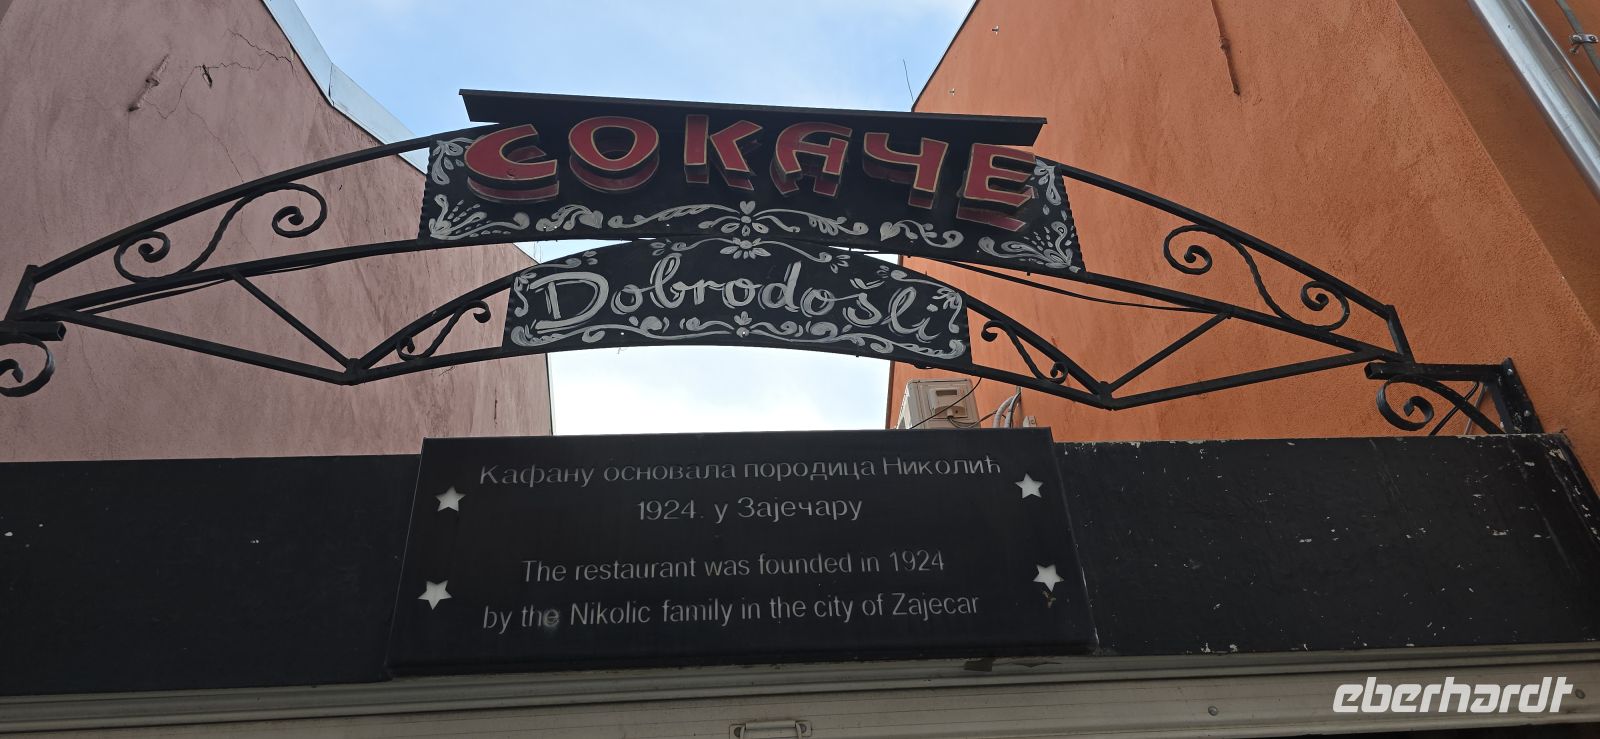 СОКАЧЕ
Dobrodošli
Кафану основала породица Николић
1924. у Зајечару
The restaurant was founded in 1924
by the Nikolic family in the city of Zajecar
eberhardt